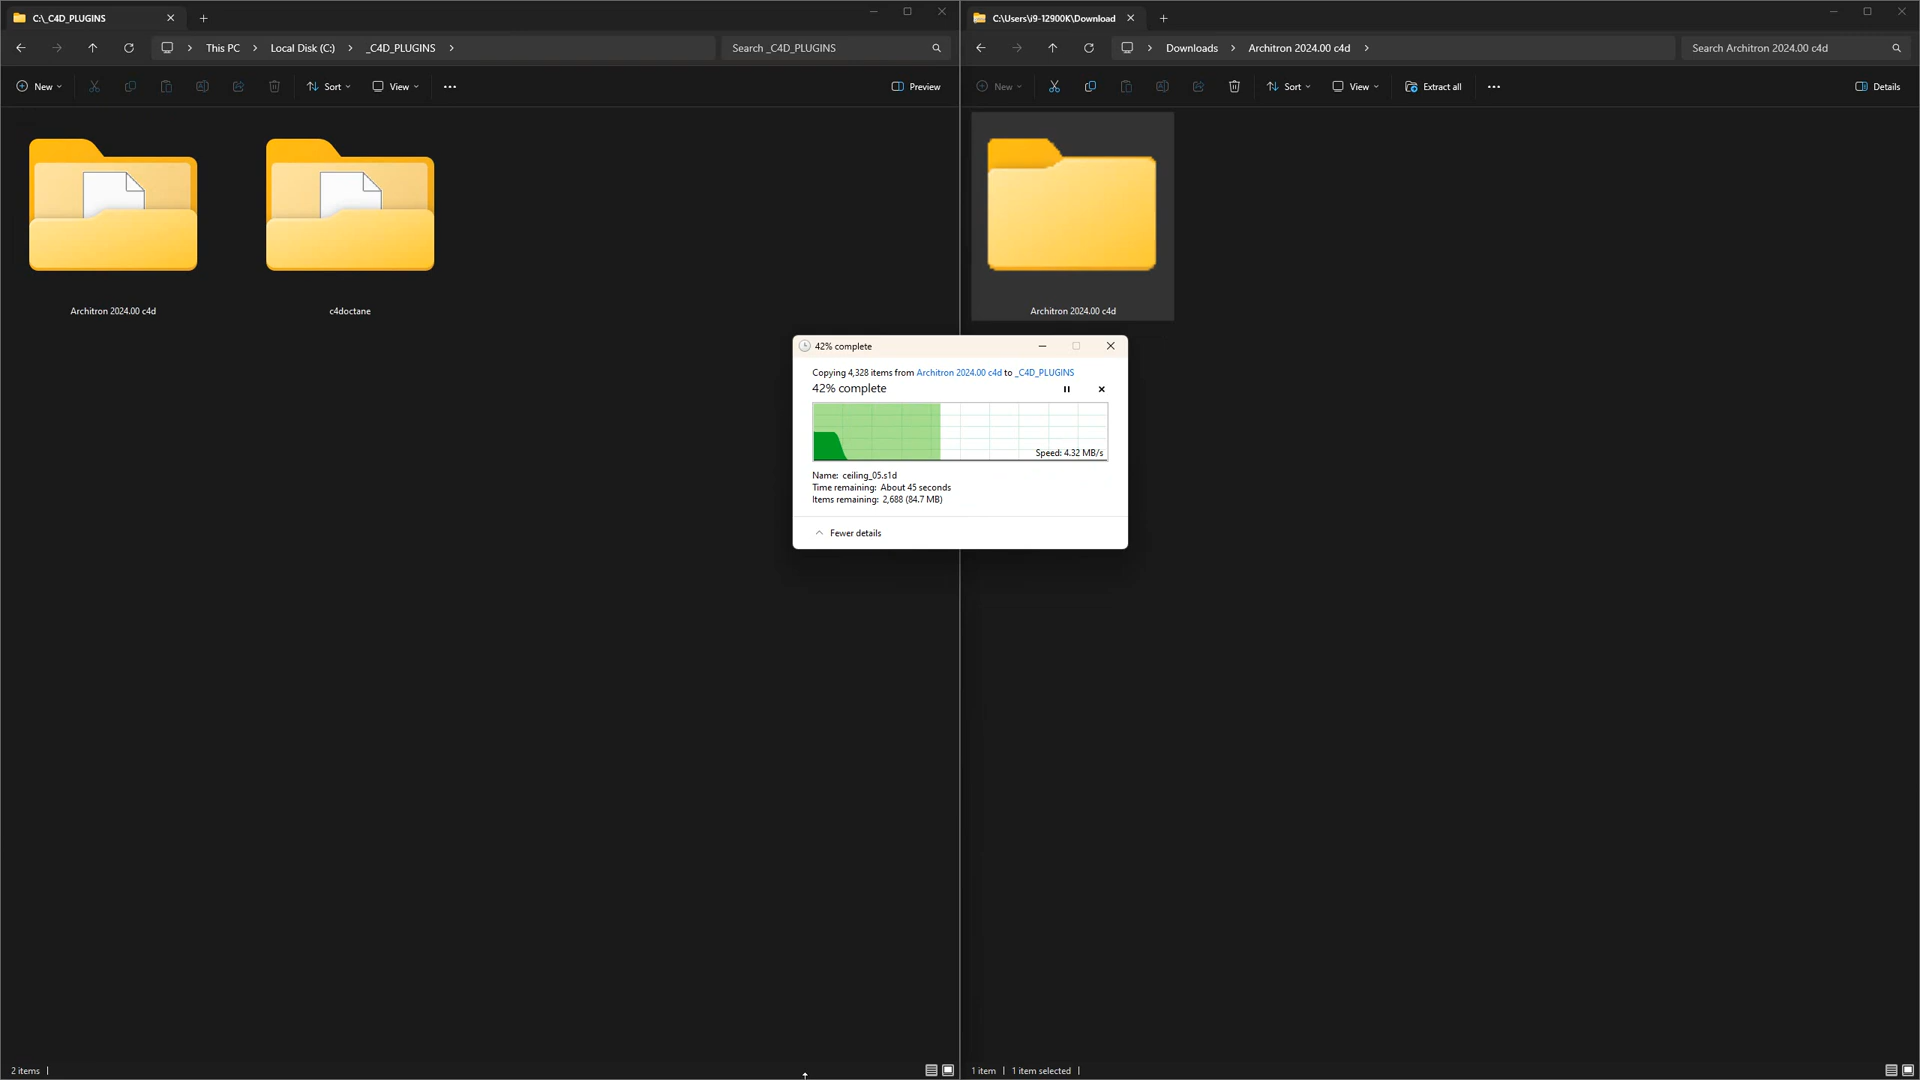 C:\_C4D_PLUGINS
This PC
Local Disk (C:)
_C4D_PLUGINS
Search _C4D_PLUGINS
New
Sort
View
Preview
Architron 2024.00 c4d
c4doctane
2 items
C:\Users\i9-12900K\Download
Downloads
Architron 2024.00 c4d
Search Architron 2024.00 c4d
New
Sort
View
Extract all
Details
Architron 2024.00 c4d
1 item
1 item selected
42% complete
Copying 4,328 items from Architron 2024.00 c4d to _C4D_PLUGINS
42% complete
Speed: 4.32 MB/s
Name: ceiling_05.s1d
Time remaining: About 45 seconds
Items remaining: 2,688 (84.7 MB)
Fewer details